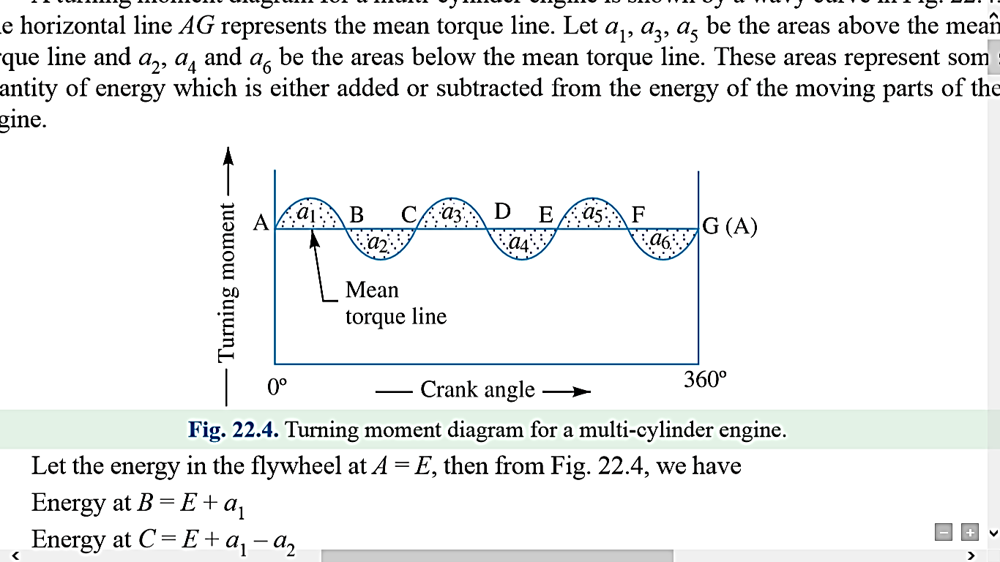 e horizontal line AG represents the mean torque line. Let a₁, a₃, a₅ be the areas above the mean
rque line and a₂, a₄ and a₆ be the areas below the mean torque line. These areas represent som
antity of energy which is either added or subtracted from the energy of the moving parts of the
gine.
Turning moment
A a₁ B C a₃ D E a₅ F G (A)
a₂ a₄ a₆
Mean
torque line
0º 360º
Crank angle
Fig. 22.4. Turning moment diagram for a multi-cylinder engine.
Let the energy in the flywheel at A = E, then from Fig. 22.4, we have
Energy at B = E + a₁
Energy at C = E + a₁ – a₂